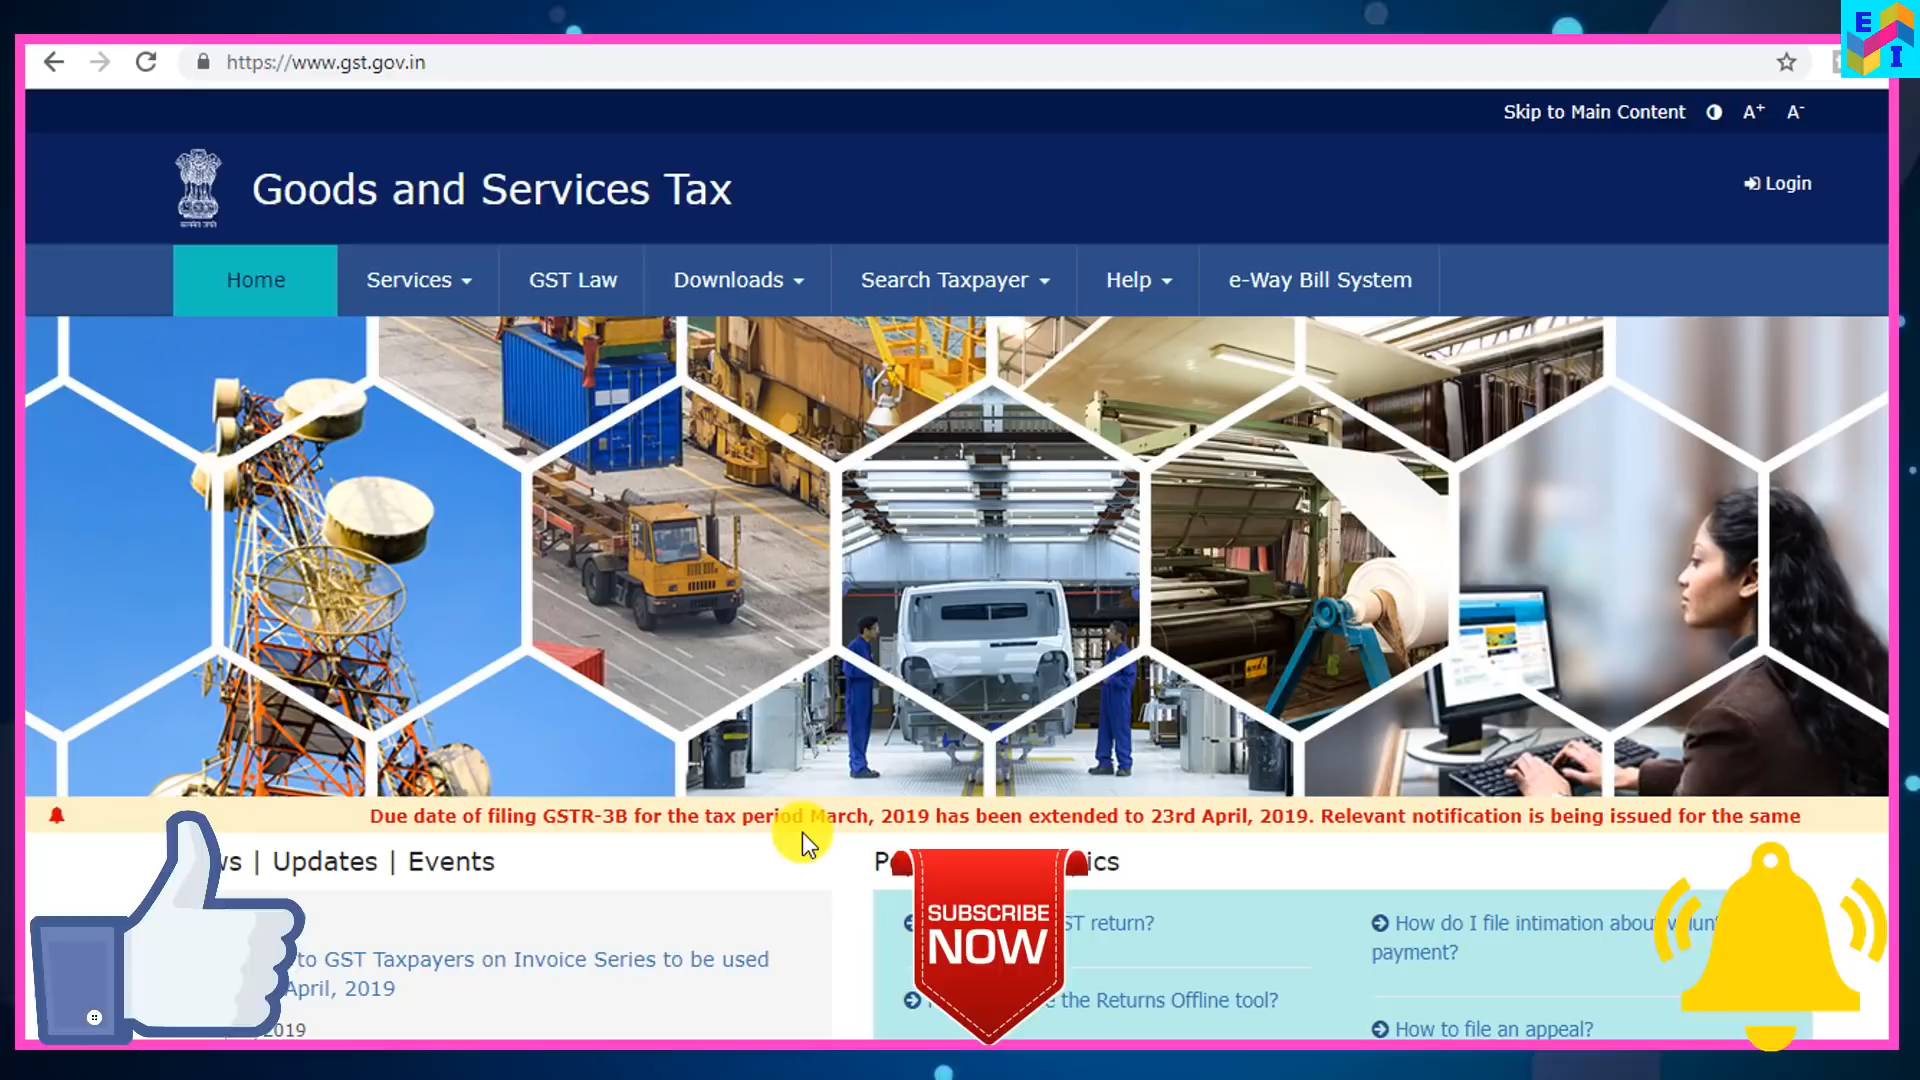 E
I
https://www.gst.gov.in
Skip to Main Content A+ A-
Goods and Services Tax
Login
Home Services GST Law Downloads Search Taxpayer Help e-Way Bill System
Due date of filing GSTR-3B for the tax period March, 2019 has been extended to 23rd April, 2019. Relevant notification is being issued for the same
| Updates | Events
return?
How do I file intimation about
payment?
to GST Taxpayers on Invoice Series to be used
April, 2019
2019
SUBSCRIBE
NOW
the Returns Offline tool?
How to file an appeal?